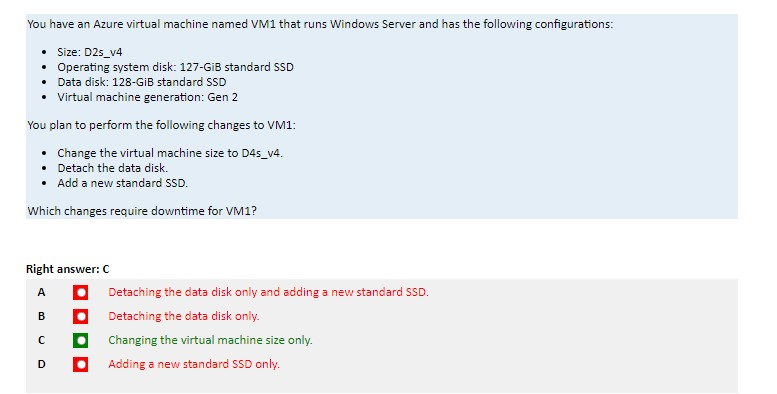 You have an Azure virtual machine named VM1 that runs Windows Server and has the following configurations:
• Size: D2s_v4
• Operating system disk: 127-GiB standard SSD
• Data disk: 128-GiB standard SSD
• Virtual machine generation: Gen 2
You plan to perform the following changes to VM1:
• Change the virtual machine size to D4s_v4.
• Detach the data disk.
• Add a new standard SSD.
Which changes require downtime for VM1?
Right answer: C
A Detaching the data disk only and adding a new standard SSD.
B Detaching the data disk only.
C Changing the virtual machine size only.
D Adding a new standard SSD only.